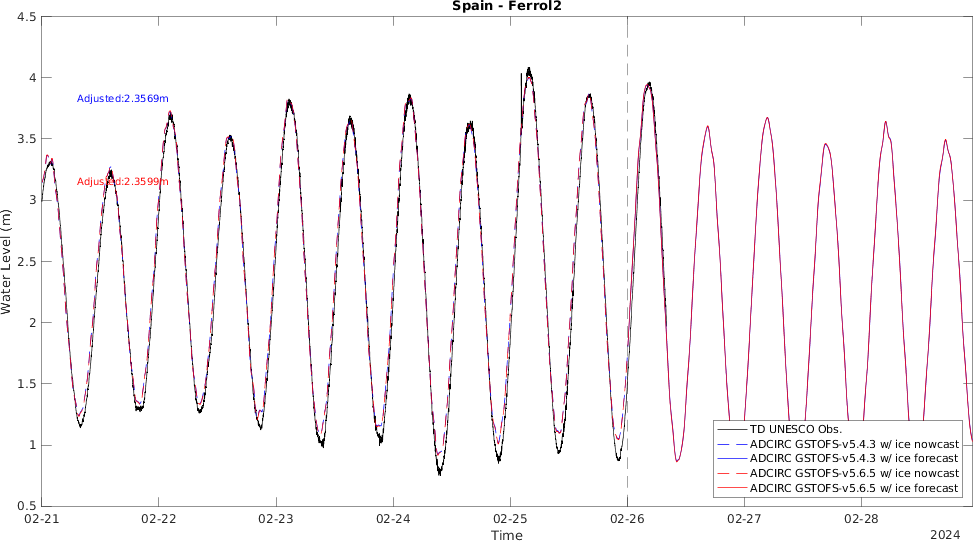 Spain - Ferrol2
4.5
4
3.5
3
2.5
2
1.5
1
0.5
Water Level (m)
Adjusted:2.3569m
Adjusted:2.3599m
TD UNESCO Obs.
ADCIRC GSTOFS-v5.4.3 w/ ice nowcast
ADCIRC GSTOFS-v5.4.3 w/ ice forecast
ADCIRC GSTOFS-v5.6.5 w/ ice nowcast
ADCIRC GSTOFS-v5.6.5 w/ ice forecast
02-21 02-22 02-23 02-24 02-25 02-26 02-27 02-28
Time
2024